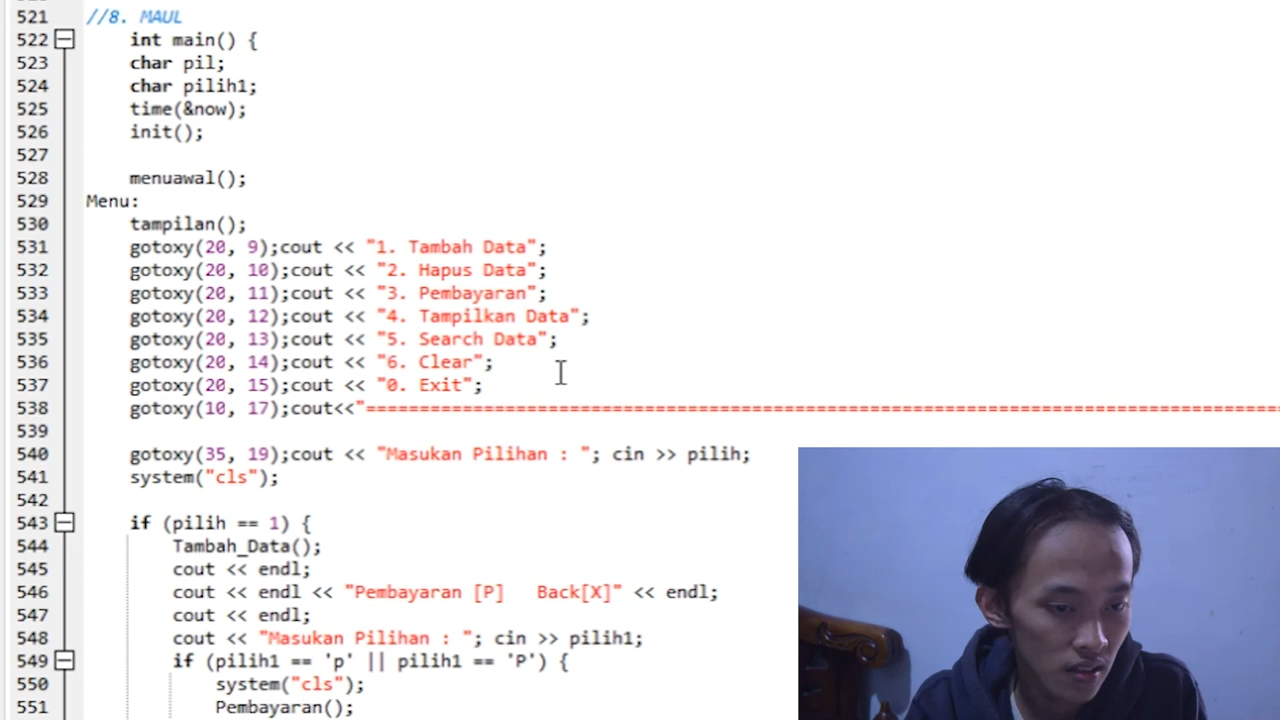 521 //8. MAUL
522 int main() {
523 char pil;
524 char pilih1;
525 time(&now);
526 init();
527
528 menuawal();
529 Menu:
530 tampilan();
531 gotoxy(20, 9);cout << "1. Tambah Data";
532 gotoxy(20, 10);cout << "2. Hapus Data";
533 gotoxy(20, 11);cout << "3. Pembayaran";
534 gotoxy(20, 12);cout << "4. Tampilkan Data";
535 gotoxy(20, 13);cout << "5. Search Data";
536 gotoxy(20, 14);cout << "6. Clear";
537 gotoxy(20, 15);cout << "0. Exit";
538 gotoxy(10, 17);cout<<"======================================================================================
539
540 gotoxy(35, 19);cout << "Masukan Pilihan : "; cin >> pilih;
541 system("cls");
542
543 if (pilih == 1) {
544 Tambah_Data();
545 cout << endl;
546 cout << endl << "Pembayaran [P]   Back[X]" << endl;
547 cout << endl;
548 cout << "Masukan Pilihan : "; cin >> pilih1;
549 if (pilih1 == 'p' || pilih1 == 'P') {
550 system("cls");
551 Pembayaran();